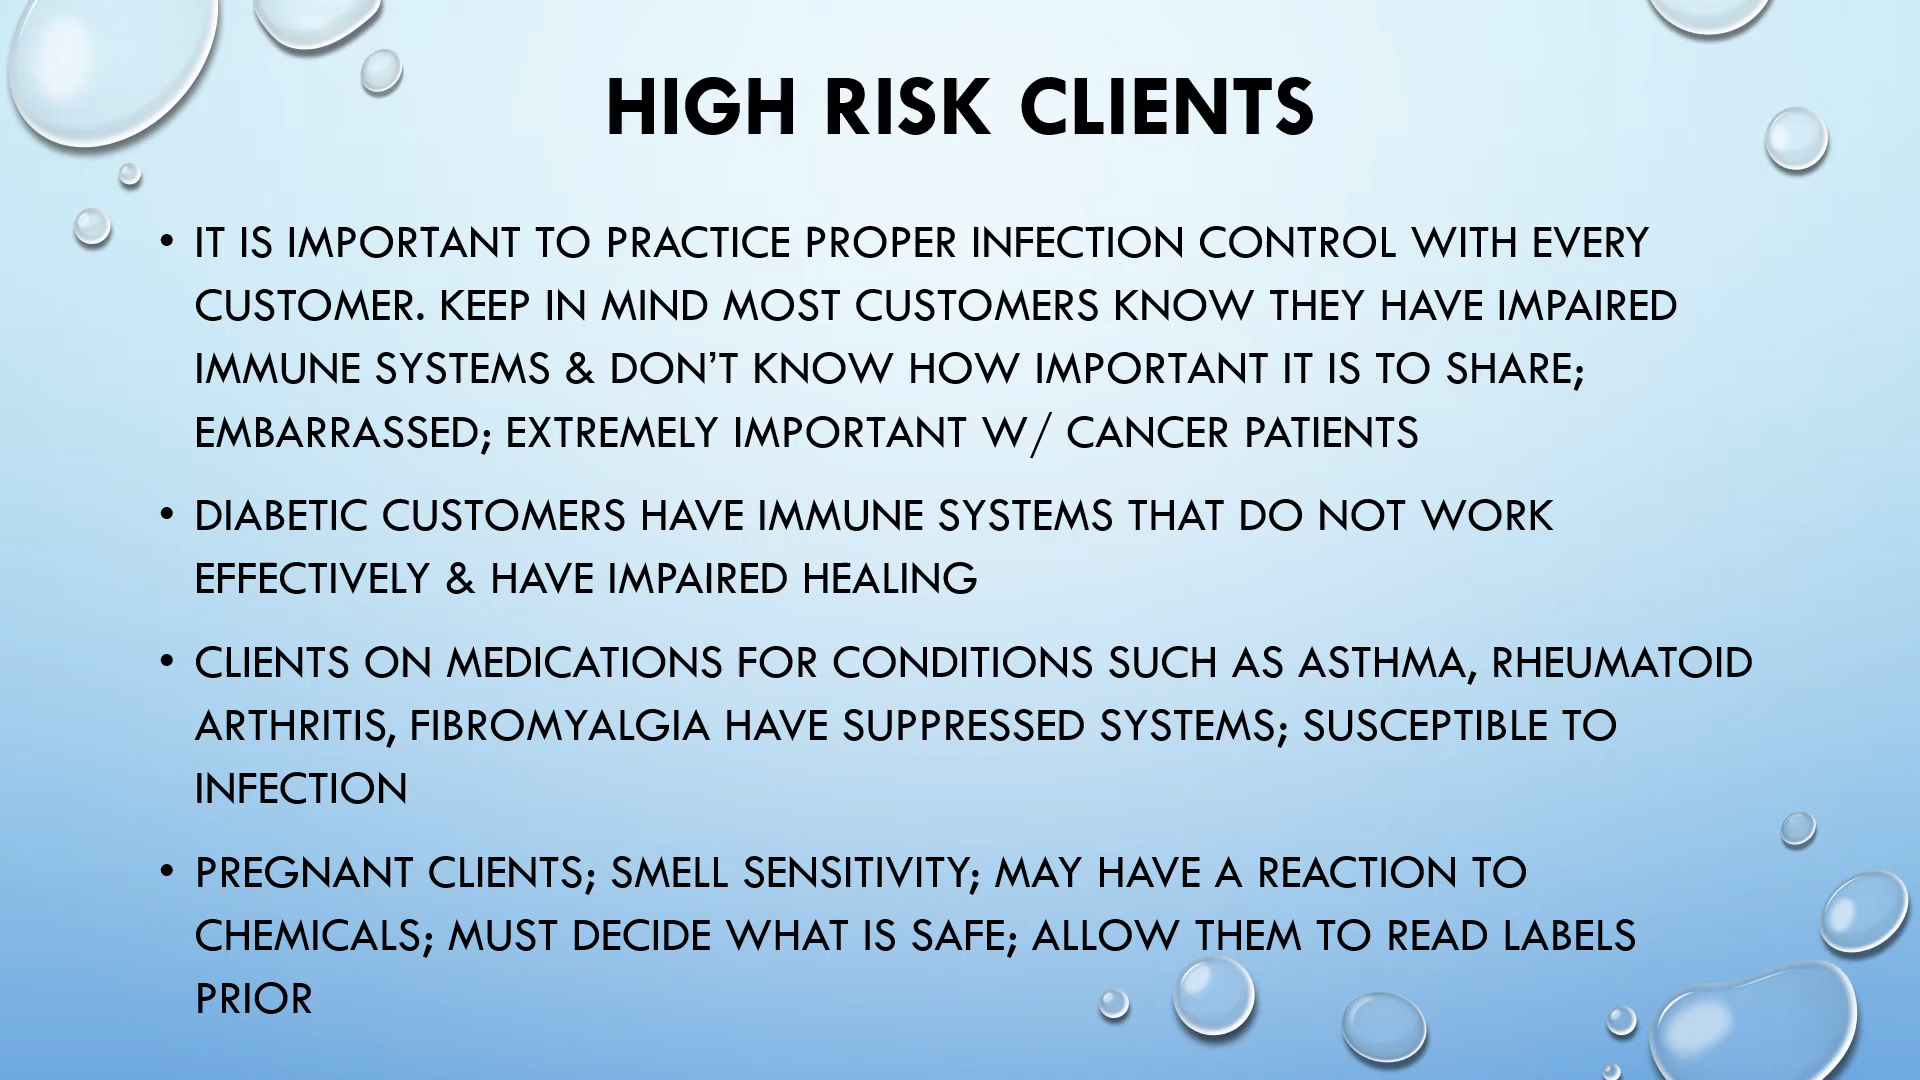 HIGH RISK CLIENTS
• IT IS IMPORTANT TO PRACTICE PROPER INFECTION CONTROL WITH EVERY
CUSTOMER. KEEP IN MIND MOST CUSTOMERS KNOW THEY HAVE IMPAIRED
IMMUNE SYSTEMS & DON’T KNOW HOW IMPORTANT IT IS TO SHARE;
EMBARRASSED; EXTREMELY IMPORTANT W/ CANCER PATIENTS
• DIABETIC CUSTOMERS HAVE IMMUNE SYSTEMS THAT DO NOT WORK
EFFECTIVELY & HAVE IMPAIRED HEALING
• CLIENTS ON MEDICATIONS FOR CONDITIONS SUCH AS ASTHMA, RHEUMATOID
ARTHRITIS, FIBROMYALGIA HAVE SUPPRESSED SYSTEMS; SUSCEPTIBLE TO
INFECTION
• PREGNANT CLIENTS; SMELL SENSITIVITY; MAY HAVE A REACTION TO
CHEMICALS; MUST DECIDE WHAT IS SAFE; ALLOW THEM TO READ LABELS
PRIOR